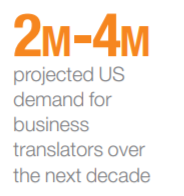 2M-4M
projected US
demand for
business
translators over
the next decade